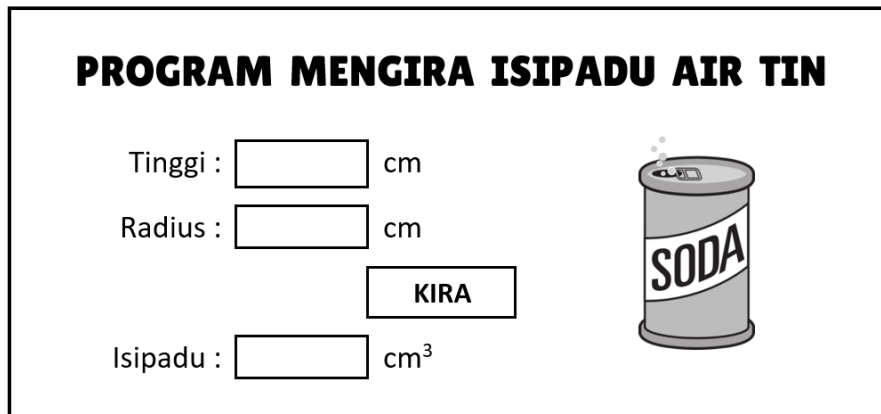 PROGRAM MENGIRA ISIPADU AIR TIN
Tinggi : cm
Radius : cm
KIRA
Isipadu : cm³
SODA